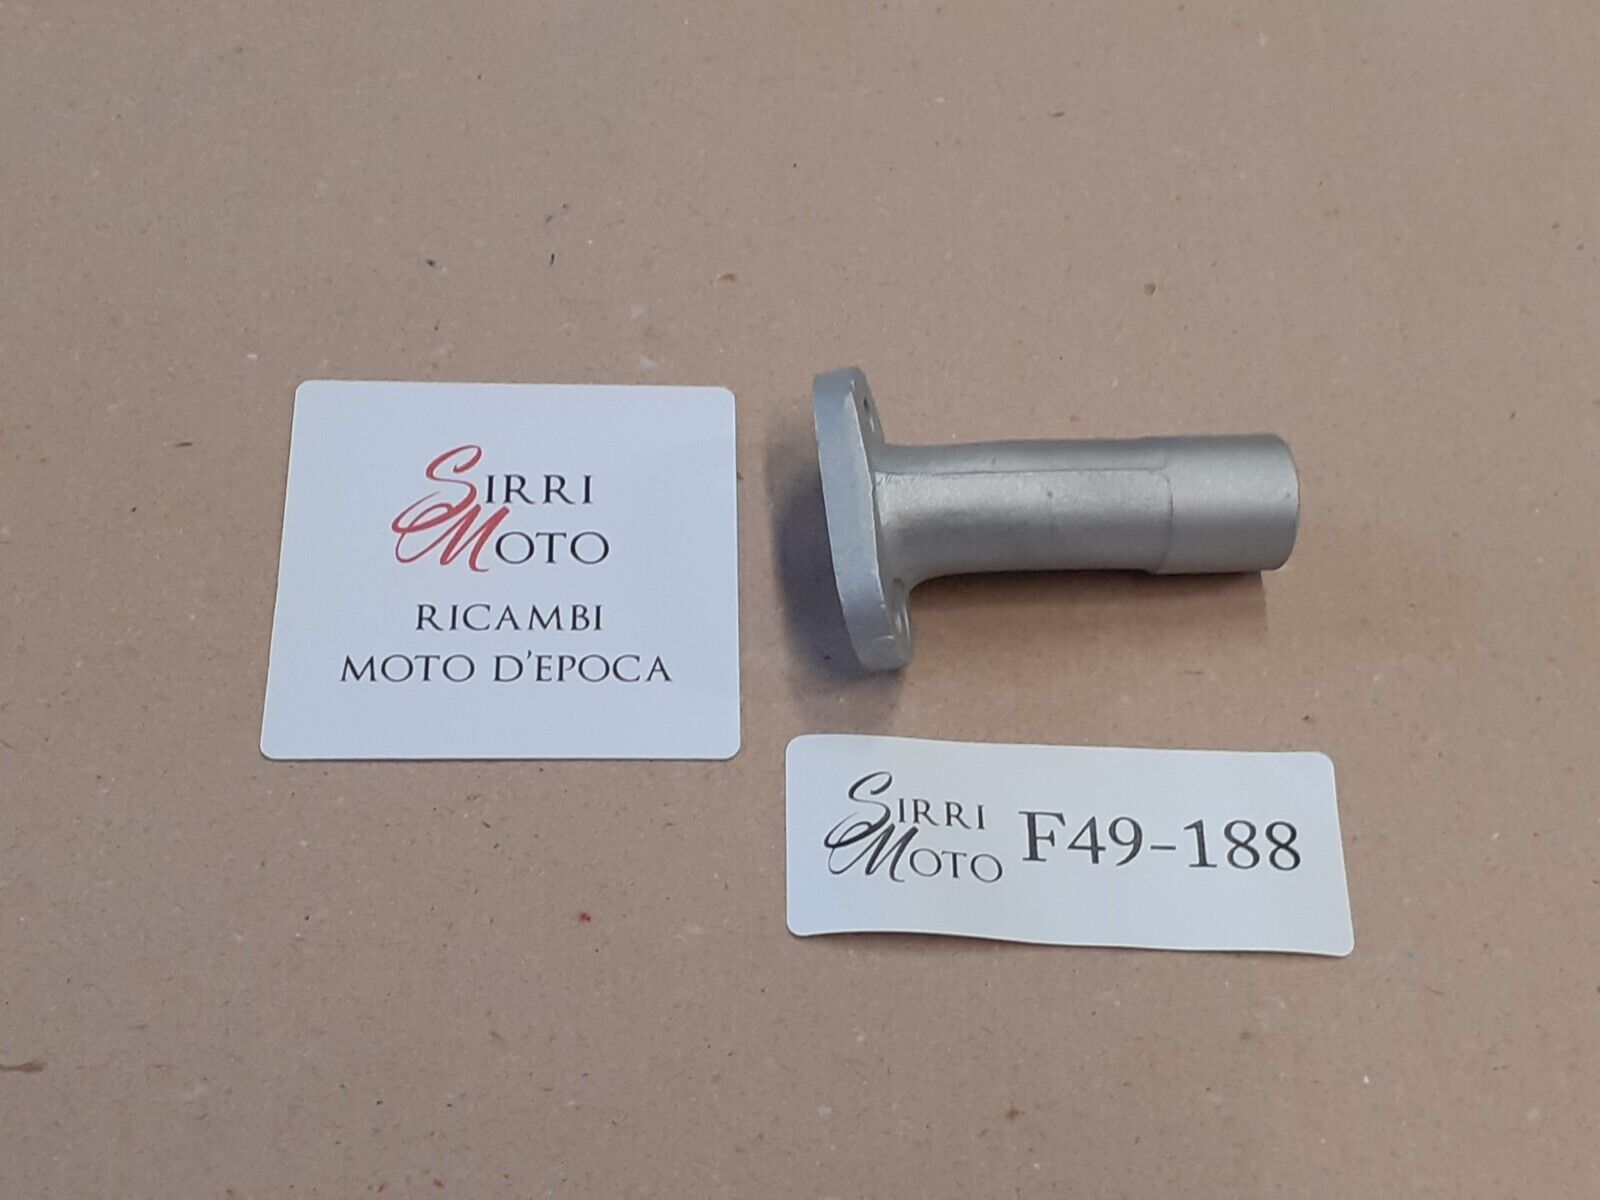 SIRRI
MOTO
RICAMBI
MOTO D'EPOCA
SIRRI
MOTO
F49-188